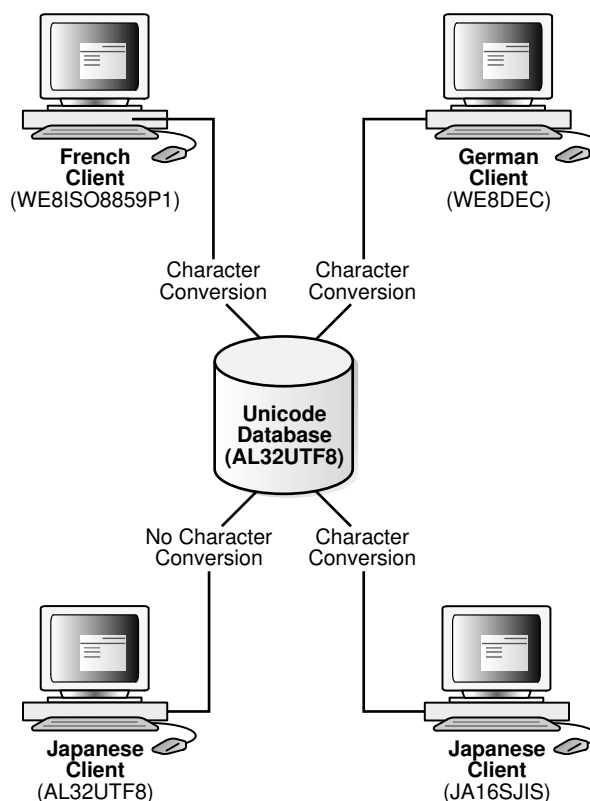 French
Client
(WE8ISO8859P1)
German
Client
(WE8DEC)
Character
Conversion
Character
Conversion
Unicode
Database
(AL32UTF8)
No Character
Conversion
Character
Conversion
Japanese
Client
(AL32UTF8)
Japanese
Client
(JA16SJIS)